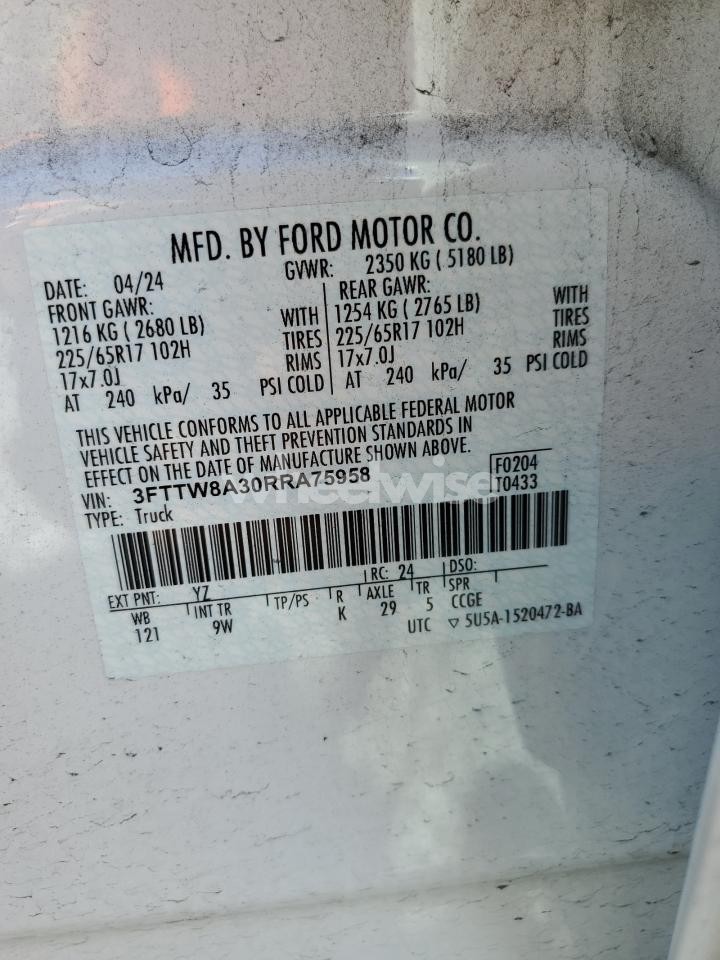 MFD. BY FORD MOTOR CO.
DATE: 04/24 GVWR: 2350 KG ( 5180 LB)
FRONT GAWR: REAR GAWR:
1216 KG ( 2680 LB) WITH 1254 KG ( 2765 LB) WITH
225/65R17 102H TIRES 225/65R17 102H TIRES
17x7.0J RIMS 17x7.0J RIMS
AT 240 kPa/ 35 PSI COLD AT 240 kPa/ 35 PSI COLD
THIS VEHICLE CONFORMS TO ALL APPLICABLE FEDERAL MOTOR
VEHICLE SAFETY AND THEFT PREVENTION STANDARDS IN
EFFECT ON THE DATE OF MANUFACTURE SHOWN ABOVE.
VIN: 3FTTW8A30RRA75958 F0204
TYPE: Truck T0433
wheelwise
EXT PNT: YZ RC: 24 DSO:
WB INT TR TP/PS R AXLE TR SPR
121 9W K 29 5 CCGE
UTC ▽ 5U5A-1520472-BA